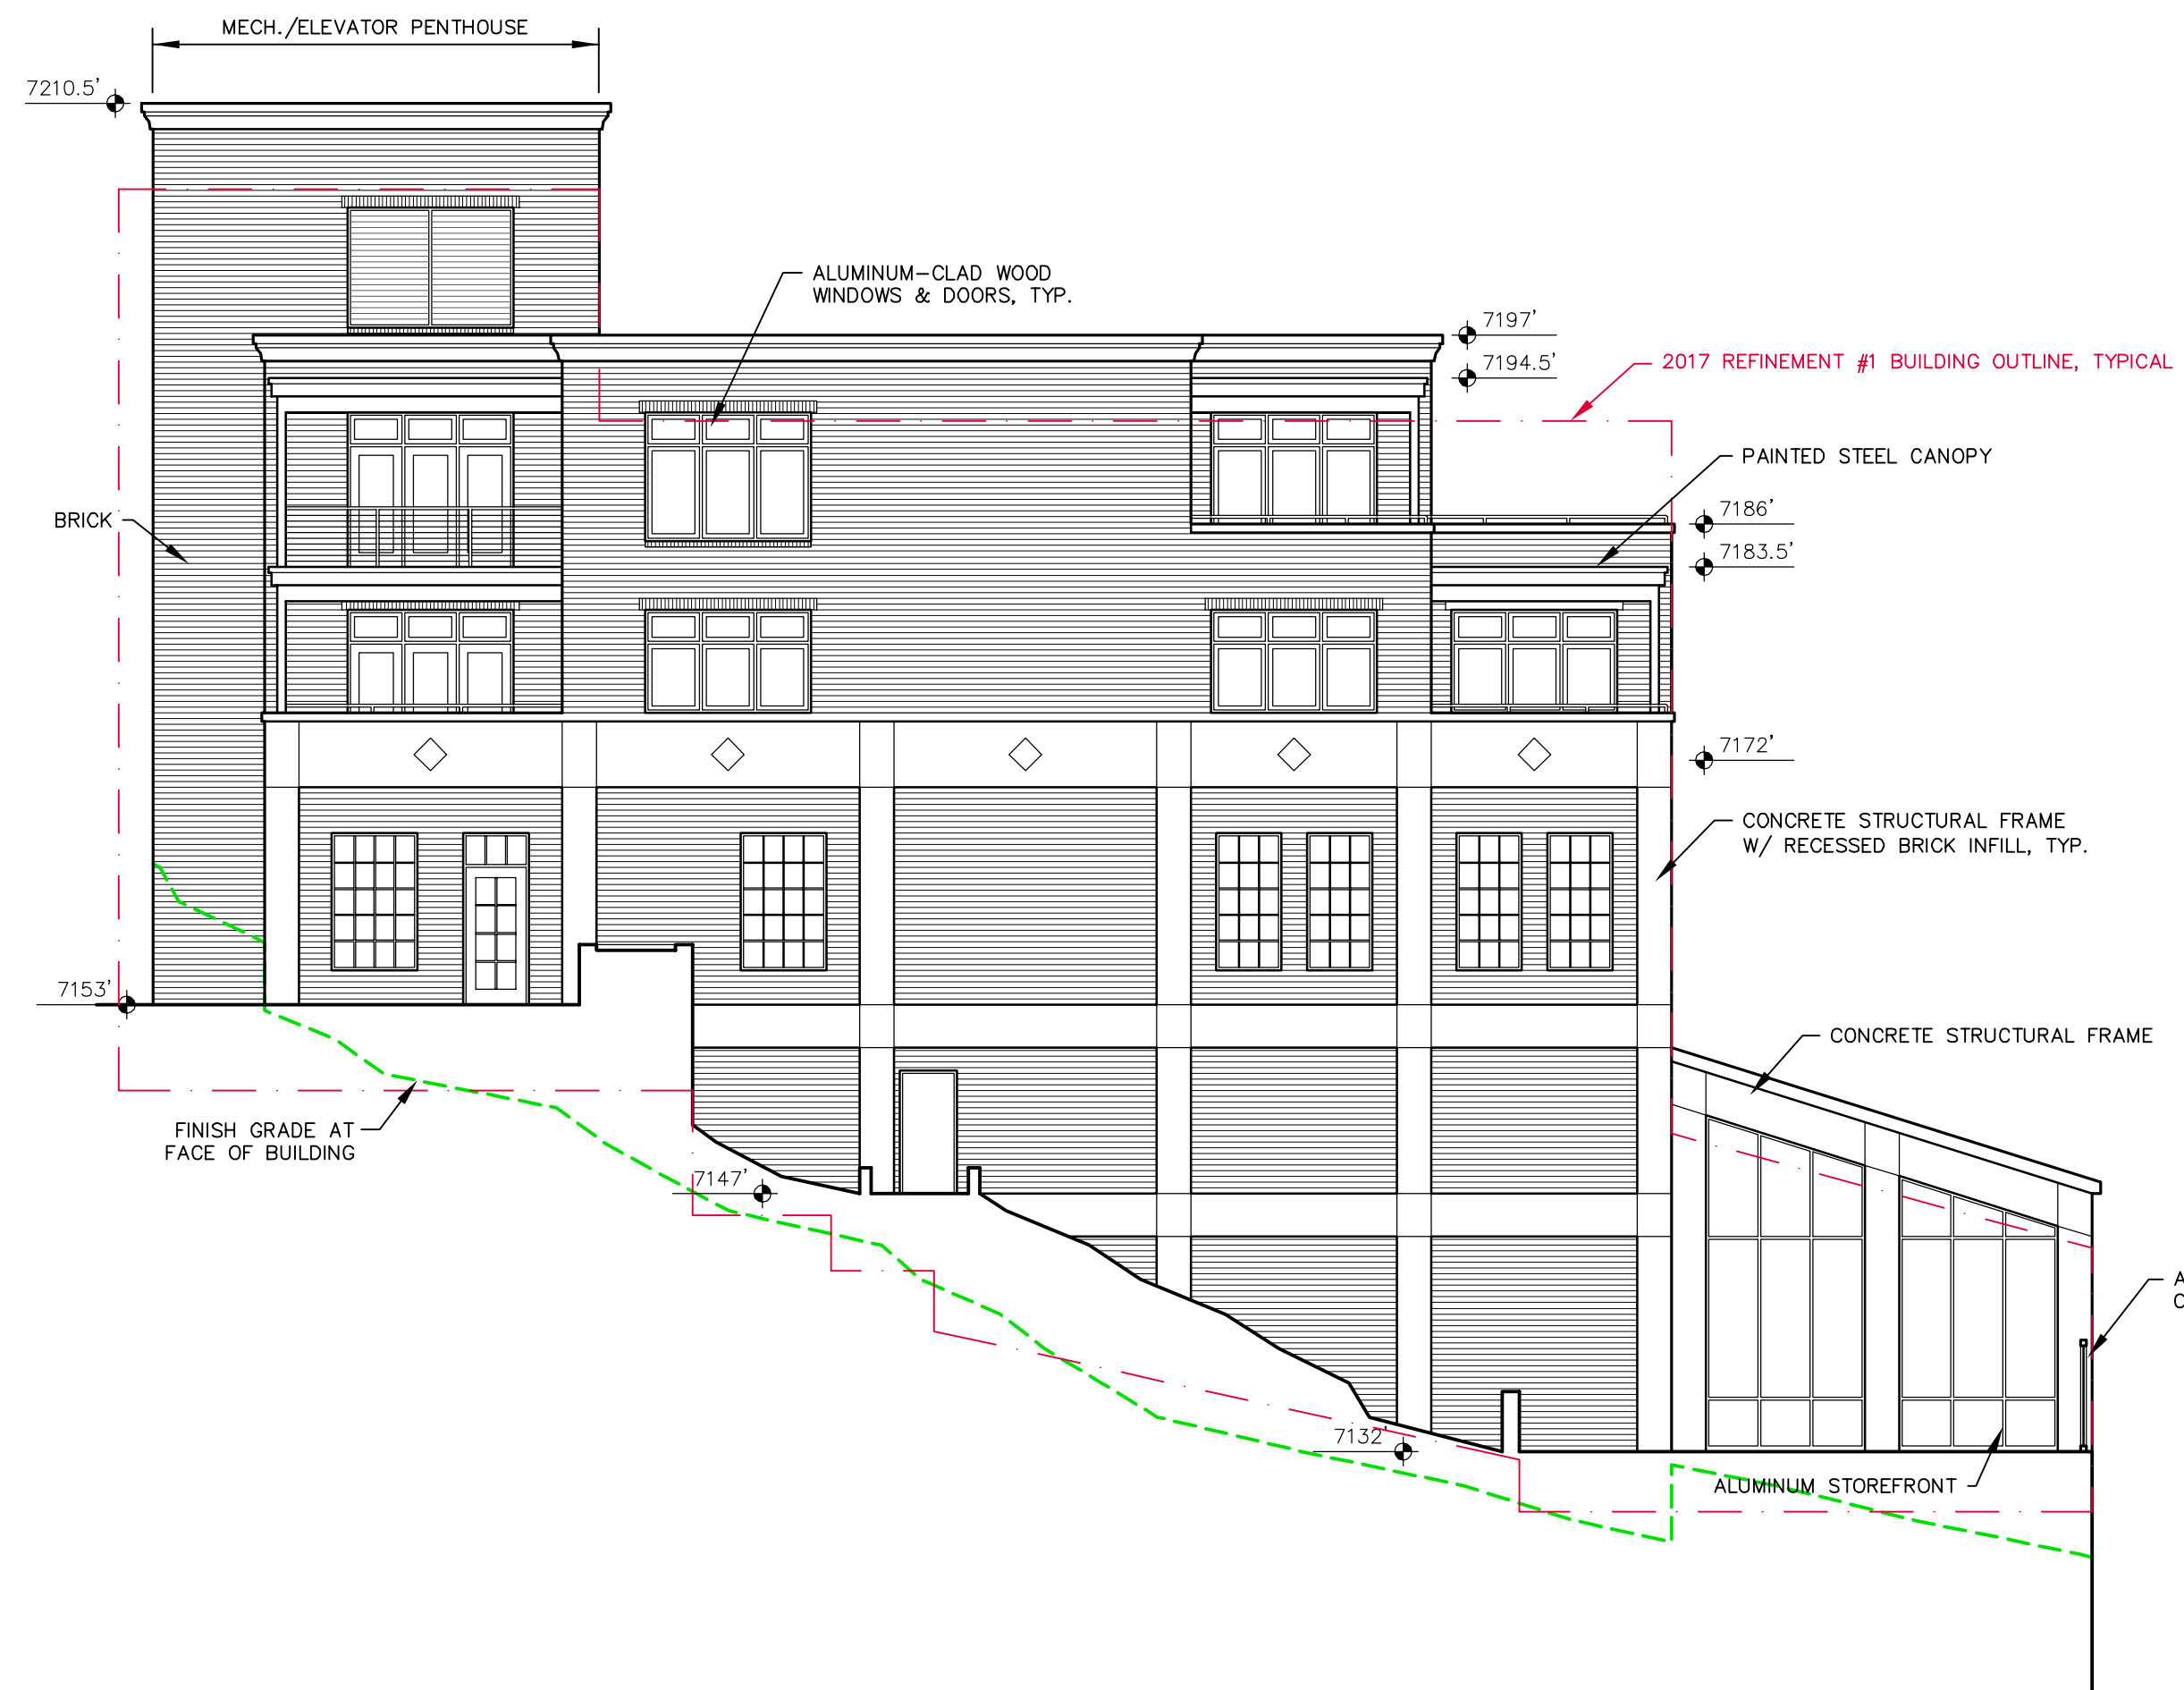 MECH./ELEVATOR PENTHOUSE
7210.5'
ALUMINUM-CLAD WOOD
WINDOWS & DOORS, TYP.
7197'
7194.5'
2017 REFINEMENT #1 BUILDING OUTLINE, TYPICAL
PAINTED STEEL CANOPY
BRICK
7186'
7183.5'
7172'
CONCRETE STRUCTURAL FRAME
W/ RECESSED BRICK INFILL, TYP.
7153'
CONCRETE STRUCTURAL FRAME
FINISH GRADE AT
FACE OF BUILDING
7147'
7132'
ALUMINUM STOREFRONT